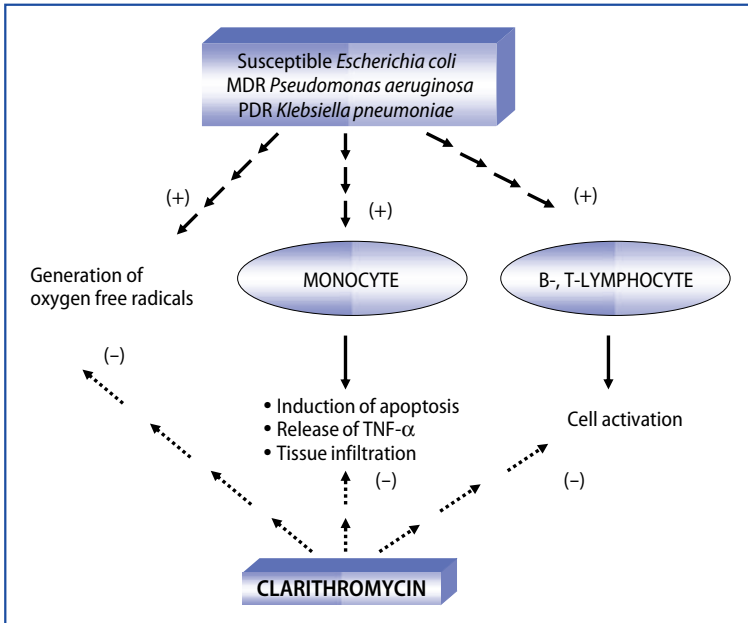 Susceptible Escherichia coli
MDR Pseudomonas aeruginosa
PDR Klebsiella pneumoniae
(+)
(+)
(+)
Generation of
oxygen free radicals
MONOCYTE
B-, T-LYMPHOCYTE
(–)
• Induction of apoptosis
• Release of TNF-α
• Tissue infiltration
Cell activation
(–)
(–)
CLARITHROMYCIN